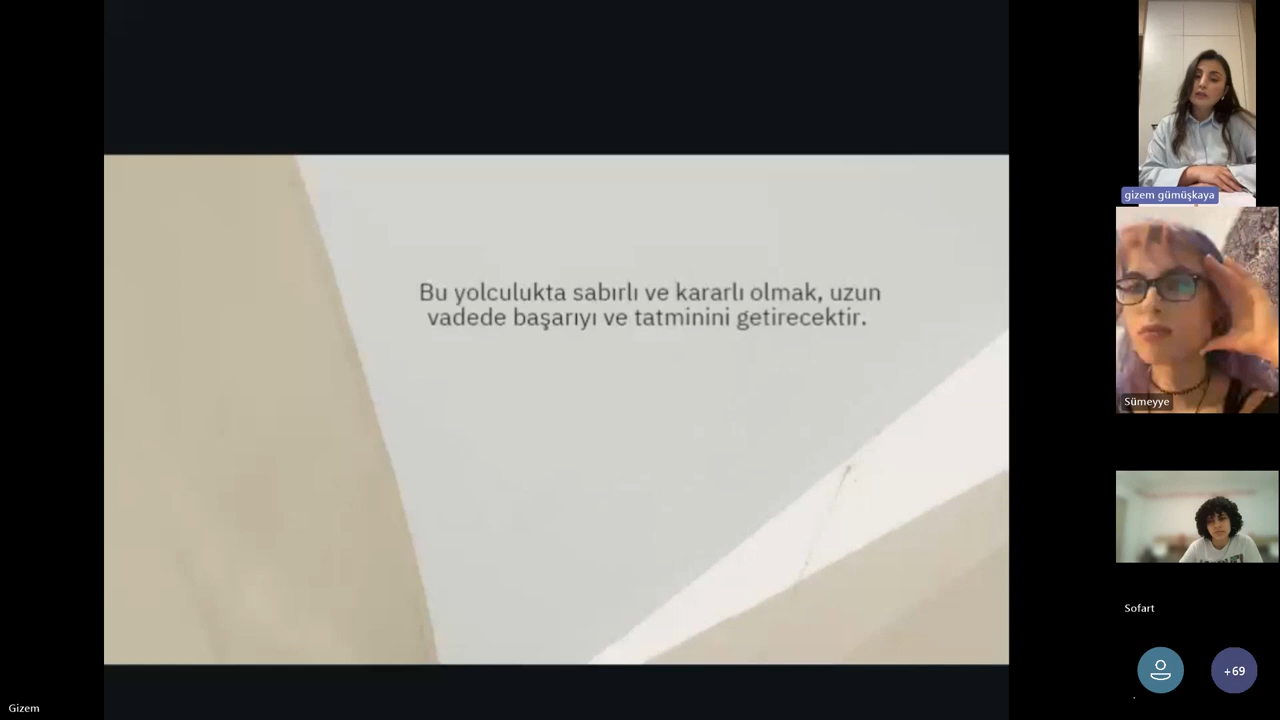 Bu yolculukta sabırlı ve kararlı olmak, uzun
vadede başarıyı ve tatminini getirecektir.
gizem gümüşkaya
Sümeyye
Sofart
+69
Gizem